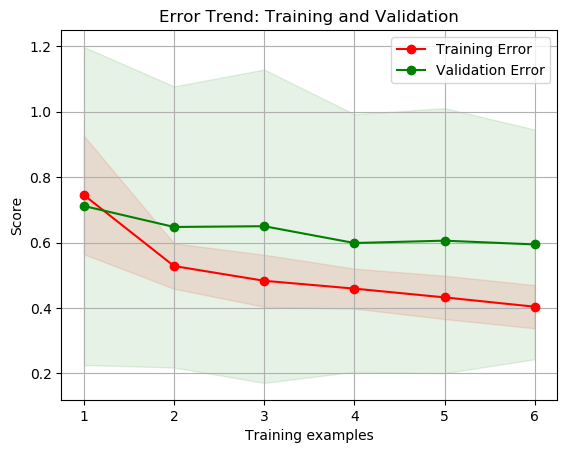 Error Trend: Training and Validation
Training Error
Validation Error
Score
1.2
1.0
0.8
0.6
0.4
0.2
1 2 3 4 5 6
Training examples